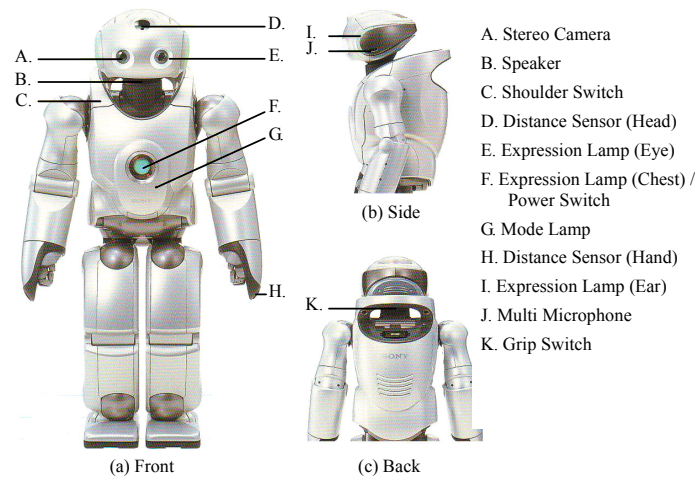 D.
A.
E.
B.
C.
F.
G.
H.
SONY
(a) Front
I.
J.
(b) Side
K.
SONY
(c) Back
A. Stereo Camera
B. Speaker
C. Shoulder Switch
D. Distance Sensor (Head)
E. Expression Lamp (Eye)
F. Expression Lamp (Chest) /
Power Switch
G. Mode Lamp
H. Distance Sensor (Hand)
I. Expression Lamp (Ear)
J. Multi Microphone
K. Grip Switch